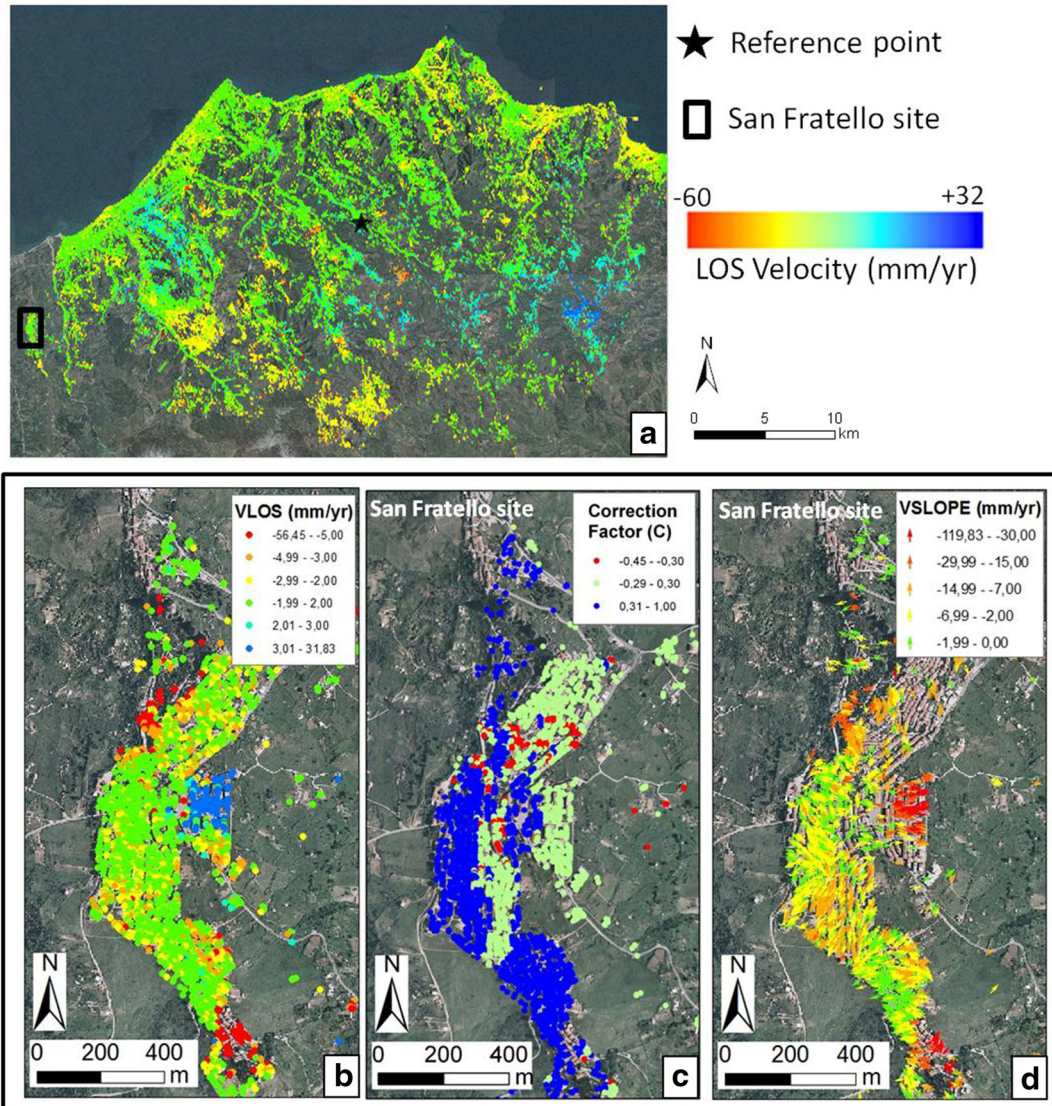 Reference point
San Fratello site
-60
+32
LOS Velocity (mm/yr)
N
0
5
10
km
a
VLOS (mm/yr)
-56,45 - -5,00
-4,99 - -3,00
-2,99 - -2,00
-1,99 - 2,00
2,01 - 3,00
3,01 - 31,83
N
0
200
400
m
b
San Fratello site
Correction
Factor (C)
-0,45 - -0,30
-0,29 - 0,30
0,31 - 1,00
N
0
200
400
m
c
San Fratello site
VSLOPE (mm/yr)
-119,83 - -30,00
-29,99 - -15,00
-14,99 - -7,00
-6,99 - -2,00
-1,99 - 0,00
N
0
200
400
m
d